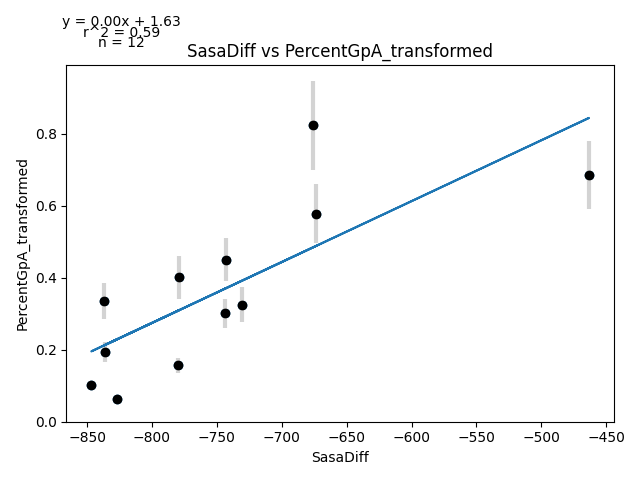 y = 0.00x + 1.63
r^2 = 0.59
n = 12
SasaDiff vs PercentGpA_transformed
PercentGpA_transformed
0.8
0.6
0.4
0.2
0.0
−850
−800
−750
−700
−650
−600
−550
−500
−450
SasaDiff